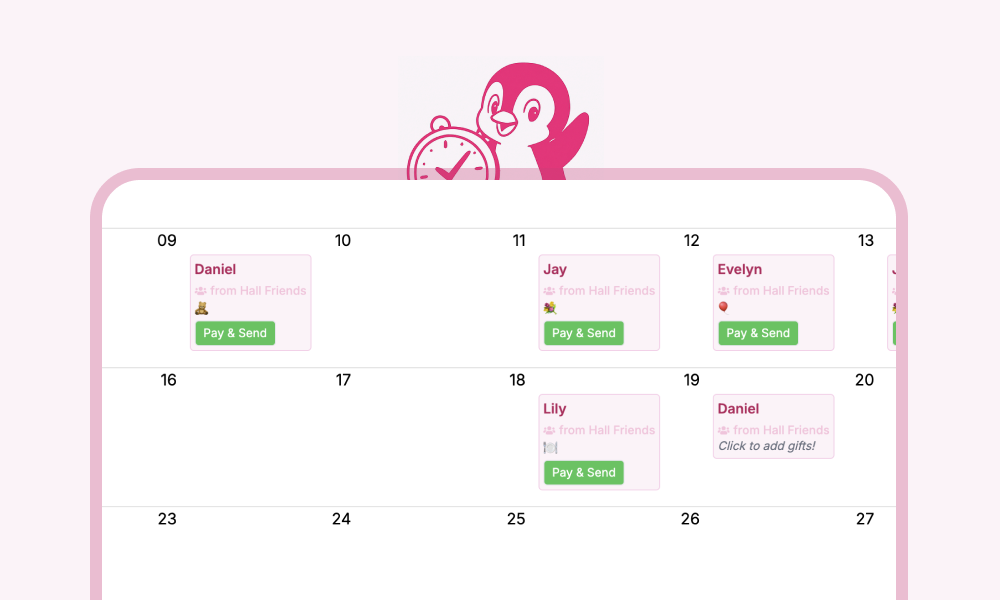 09 10 11 12 13
Daniel
from Hall Friends
Pay & Send
Jay
from Hall Friends
Pay & Send
Evelyn
from Hall Friends
Pay & Send
16 17 18 19 20
Lily
from Hall Friends
Pay & Send
Daniel
from Hall Friends
Click to add gifts!
23 24 25 26 27